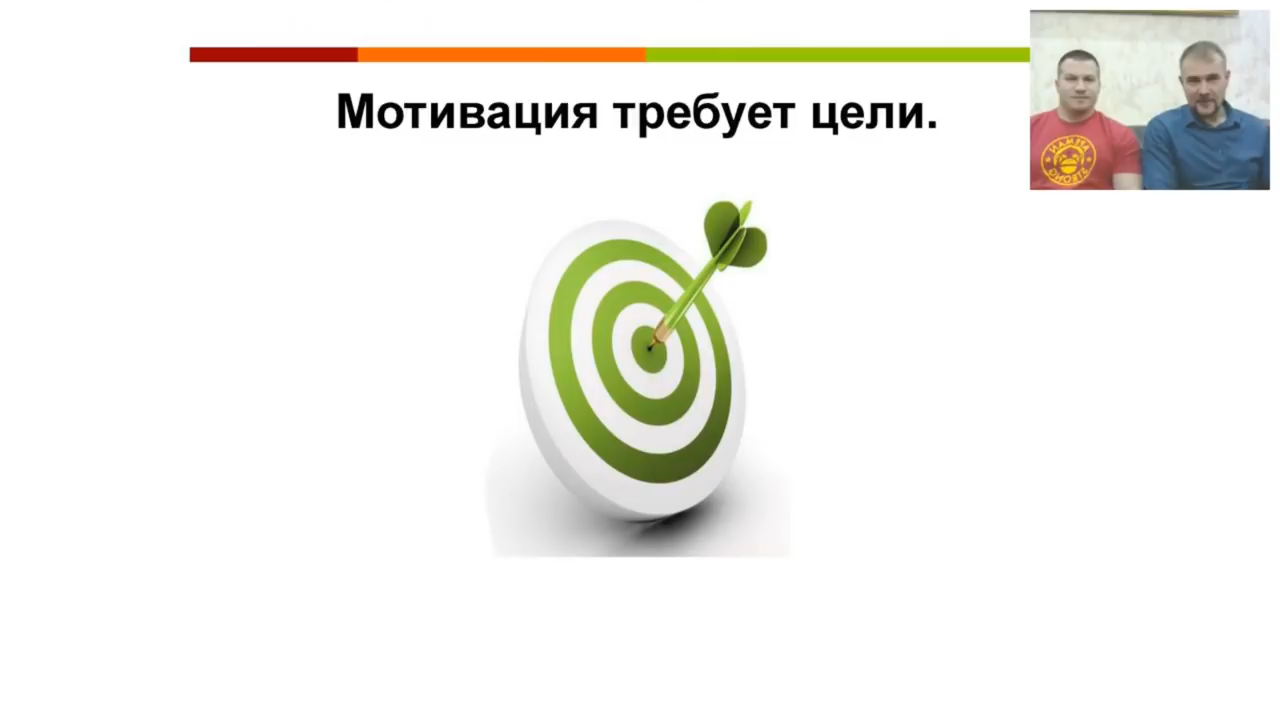 Мотивация требует цели.